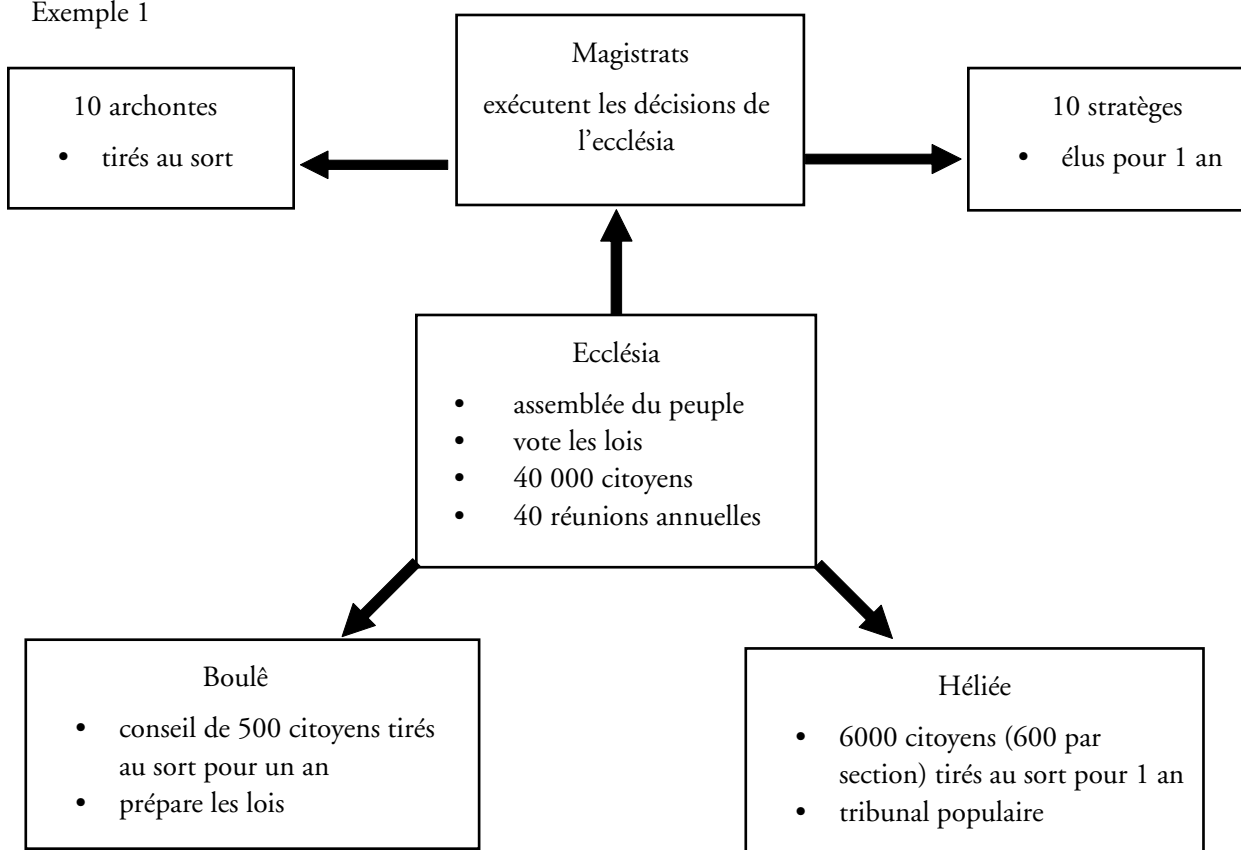 Exemple 1
Magistrats
exécutent les décisions de
l'ecclésia
10 archontes
• tirés au sort
10 stratèges
• élus pour 1 an
Ecclésia
• assemblée du peuple
• vote les lois
• 40 000 citoyens
• 40 réunions annuelles
Boulê
• conseil de 500 citoyens tirés
au sort pour un an
• prépare les lois
Héliée
• 6000 citoyens (600 par
section) tirés au sort pour 1 an
• tribunal populaire